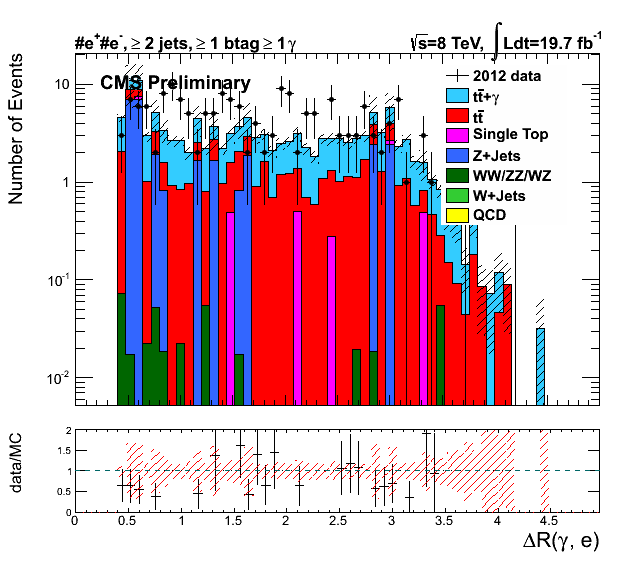 #e⁺#e⁻, ≥ 2 jets, ≥ 1 btag ≥ 1γ √s=8 TeV, ∫ Ldt=19.7 fb⁻¹
CMS Preliminary
Number of Events
10
1
10⁻¹
10⁻²
2012 data
tt̄+γ
tt̄
Single Top
Z+Jets
WW/ZZ/WZ
W+Jets
QCD
data/MC
2
1.5
1
0.5
0
0 0.5 1 1.5 2 2.5 3 3.5 4 4.5
ΔR(γ, e)